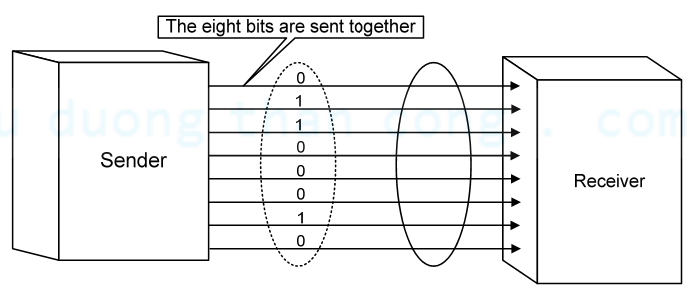 The eight bits are sent together
0
1
1
0
0
0
1
0
Sender
Receiver
u duong than cong . com